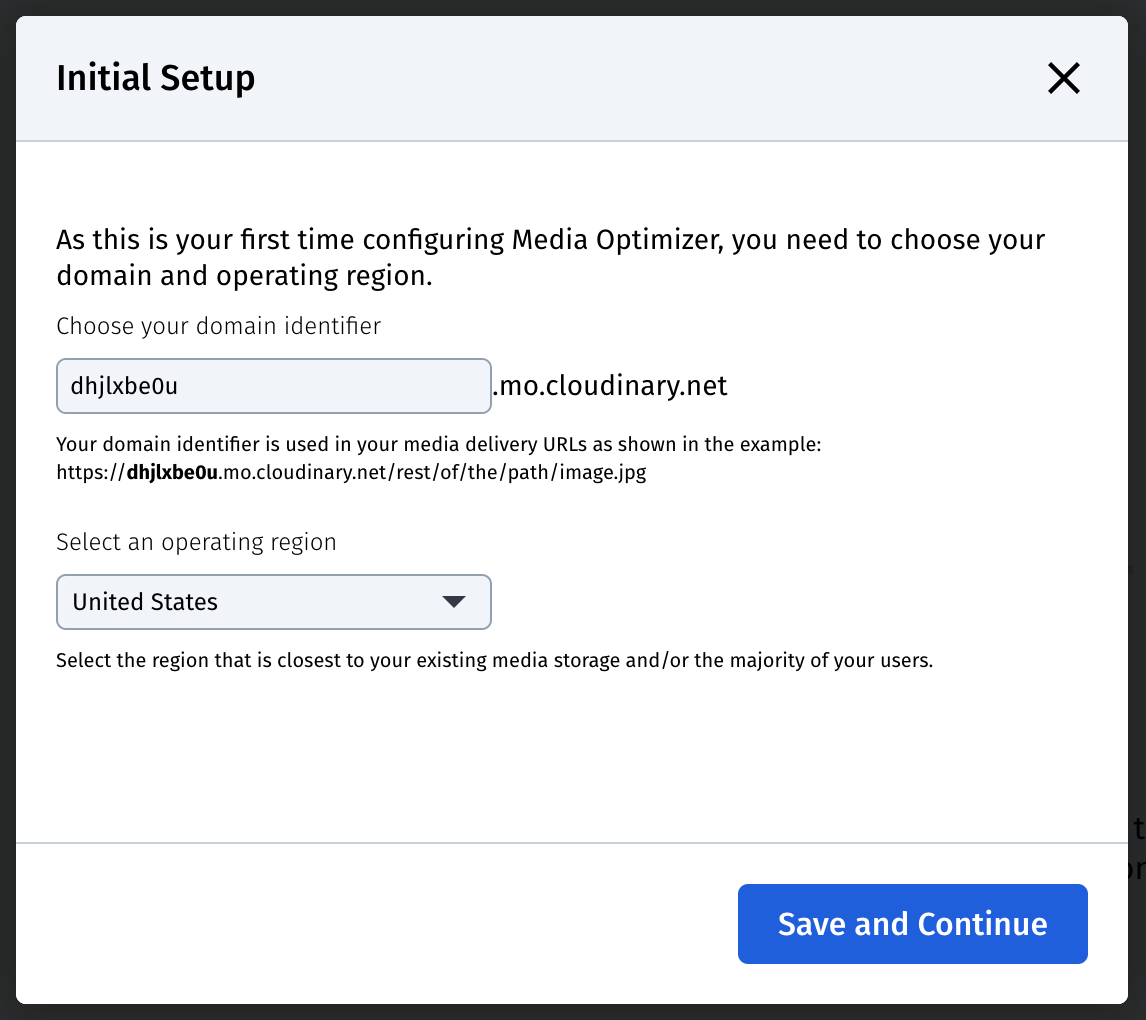 Initial Setup
As this is your first time configuring Media Optimizer, you need to choose your
domain and operating region.
Choose your domain identifier
dhjlxbe0u .mo.cloudinary.net
Your domain identifier is used in your media delivery URLs as shown in the example:
https://dhjlxbe0u.mo.cloudinary.net/rest/of/the/path/image.jpg
Select an operating region
United States
Select the region that is closest to your existing media storage and/or the majority of your users.
Save and Continue